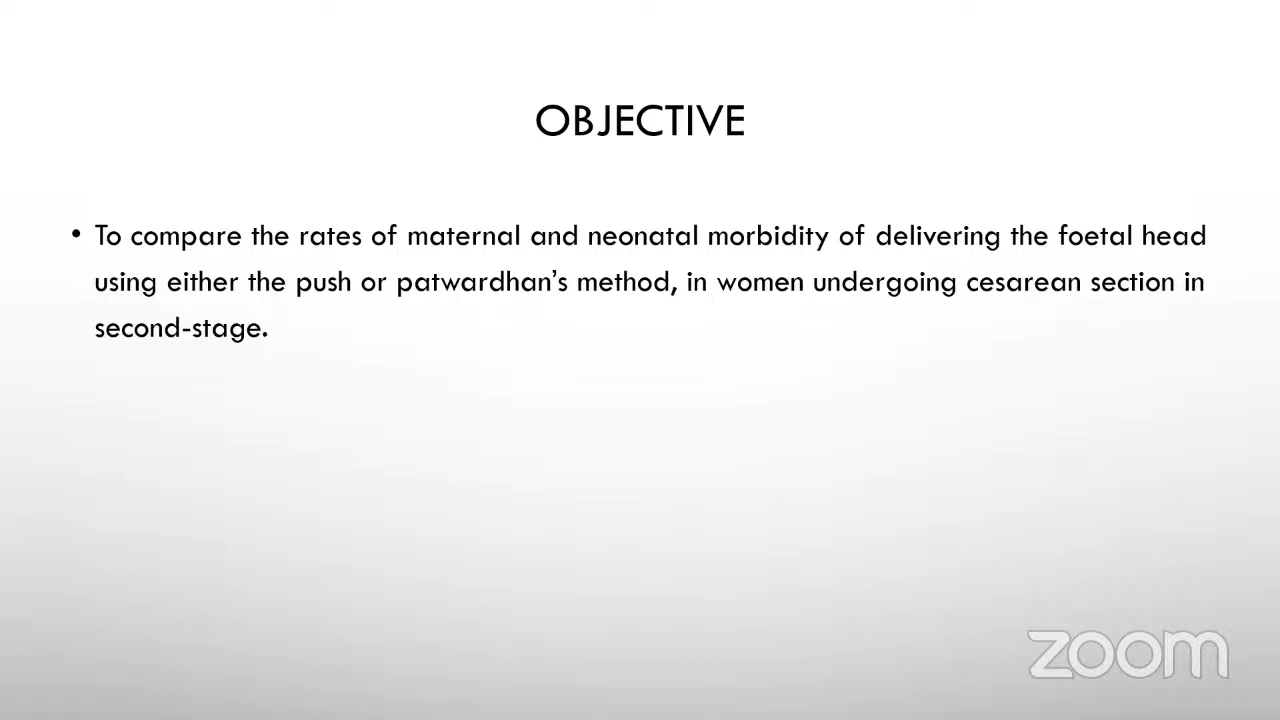 OBJECTIVE
• To compare the rates of maternal and neonatal morbidity of delivering the foetal head
using either the push or patwardhan's method, in women undergoing cesarean section in
second-stage.
zoom